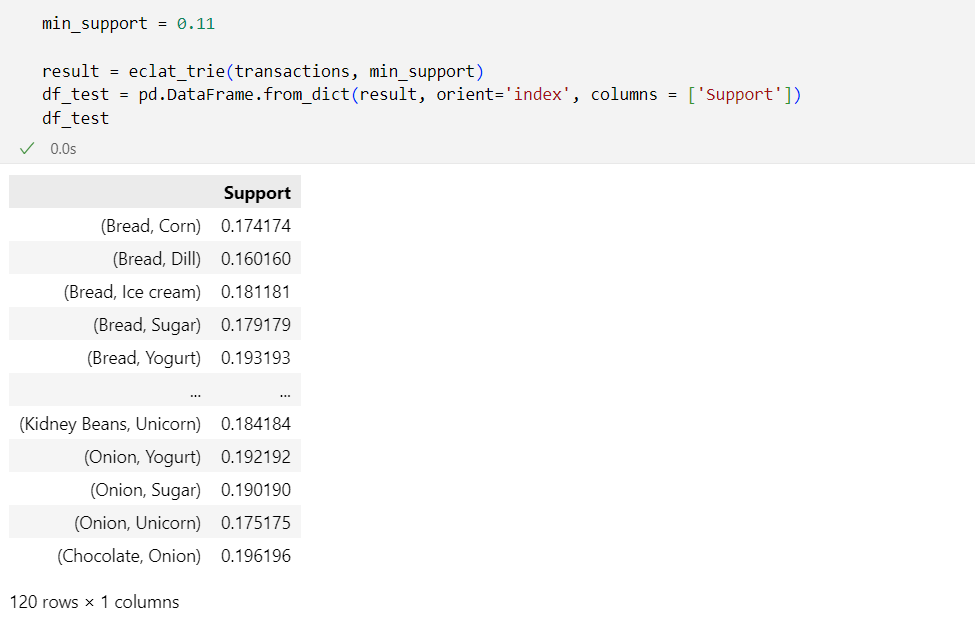 min_support = 0.11
result = eclat_trie(transactions, min_support)
df_test = pd.DataFrame.from_dict(result, orient='index', columns = ['Support'])
df_test
✓ 0.0s
Support
(Bread, Corn) 0.174174
(Bread, Dill) 0.160160
(Bread, Ice cream) 0.181181
(Bread, Sugar) 0.179179
(Bread, Yogurt) 0.193193
... ...
(Kidney Beans, Unicorn) 0.184184
(Onion, Yogurt) 0.192192
(Onion, Sugar) 0.190190
(Onion, Unicorn) 0.175175
(Chocolate, Onion) 0.196196
120 rows × 1 columns